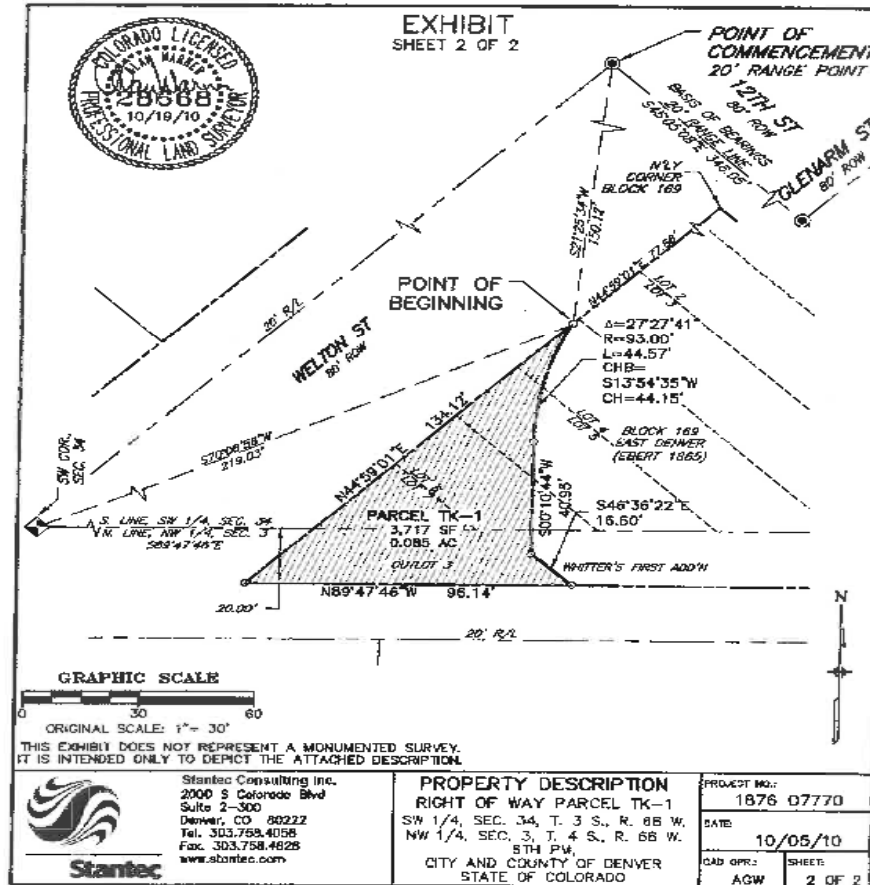 EXHIBIT
SHEET 2 OF 2
COLORADO LICENSED
ALAN WARNER
28668
10/19/10
PROFESSIONAL LAND SURVEYOR
POINT OF
COMMENCEMENT
20' RANGE POINT
12TH ST
80' ROW
BASIS OF BEARINGS
20' RANGE LINE
S45°05'08"E 346.05'
GLENARM ST
80' ROW
N'LY
CORNER
BLOCK 169
S21°25'34"W
150.12'
N44°59'01"E 77.58'
LOT 2
LOT 3
POINT OF
BEGINNING
20' R/L
WELTON ST
80' ROW
Δ=27°27'41"
R=93.00'
L=44.57'
CHB=
S13°54'35"W
CH=44.15'
LOT 4
LOT 5
BLOCK 169
EAST DENVER
(EBERT 1865)
134.12'
N44°59'01"E
219.03'
SW COR.
SEC. 34
S00°10'44"W
40.98'
S46°36'22"E
16.60'
S. LINE, SW 1/4, SEC. 34
N. LINE, NW 1/4, SEC. 3
S89°47'46"E
PARCEL TK-1
3,717 SF
0.085 AC
OUTLOT 3
WHITTER'S FIRST ADD'N
N89°47'46"W 96.14'
20.00'
20' R/L
N
GRAPHIC SCALE
0 30 60
ORIGINAL SCALE: 1"= 30'
THIS EXHIBIT DOES NOT REPRESENT A MONUMENTED SURVEY.
IT IS INTENDED ONLY TO DEPICT THE ATTACHED DESCRIPTION.
Stantec
Stantec Consulting Inc.
2000 S Colorado Blvd
Suite 2-300
Denver, CO 80222
Tel. 303.758.4058
Fax. 303.758.4828
www.stantec.com
PROPERTY DESCRIPTION
RIGHT OF WAY PARCEL TK-1
SW 1/4, SEC. 34, T. 3 S., R. 68 W.
NW 1/4, SEC. 3, T. 4 S., R. 68 W.
6TH PM,
CITY AND COUNTY OF DENVER
STATE OF COLORADO
PROJECT NO.:
1876 07770
DATE:
10/05/10
CAD OPR.:
AGW
SHEET:
2 OF 2